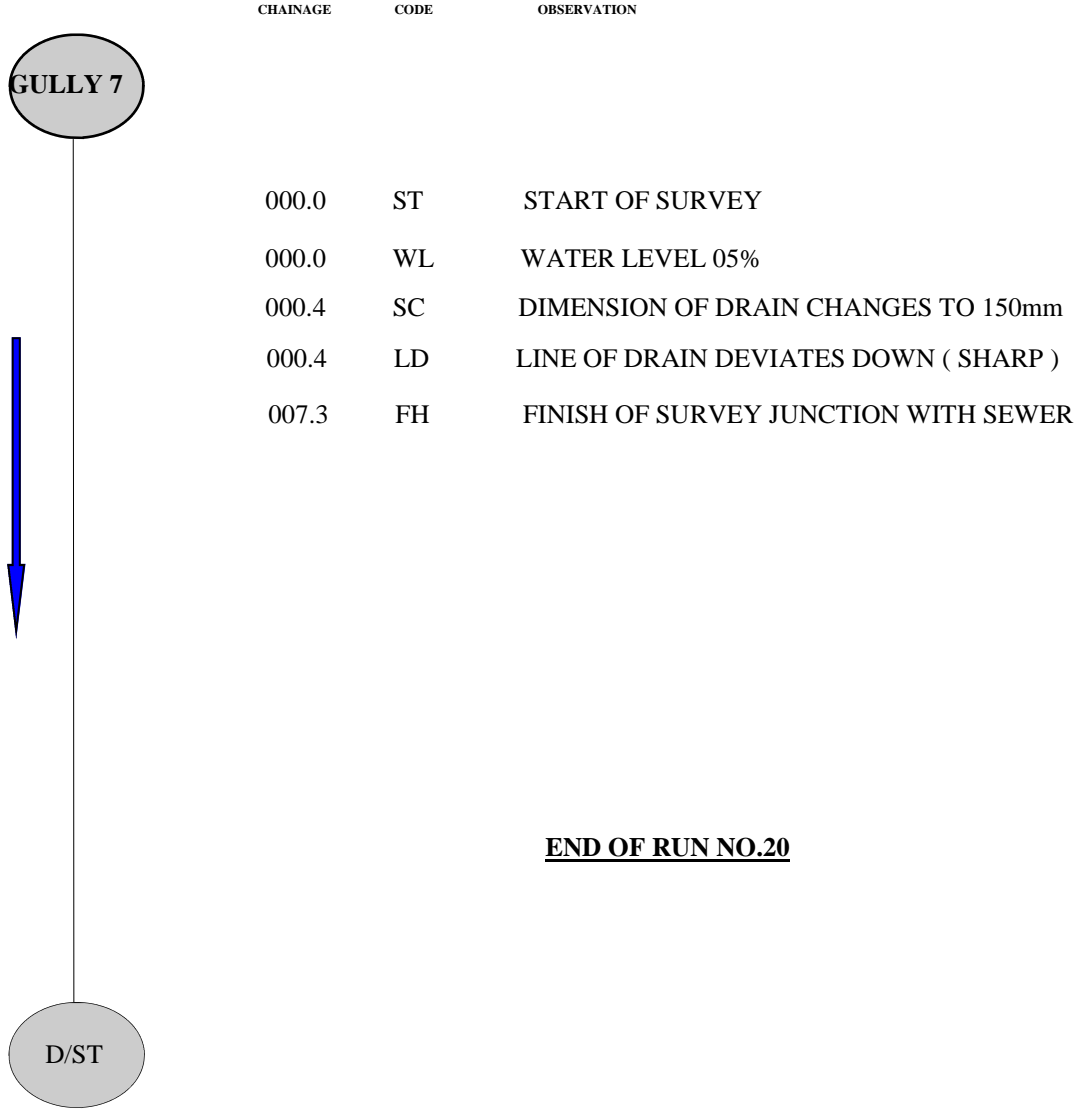 CHAINAGE CODE OBSERVATION
GULLY 7
000.0 ST START OF SURVEY
000.0 WL WATER LEVEL 05%
000.4 SC DIMENSION OF DRAIN CHANGES TO 150mm
000.4 LD LINE OF DRAIN DEVIATES DOWN ( SHARP )
007.3 FH FINISH OF SURVEY JUNCTION WITH SEWER
END OF RUN NO.20
D/ST